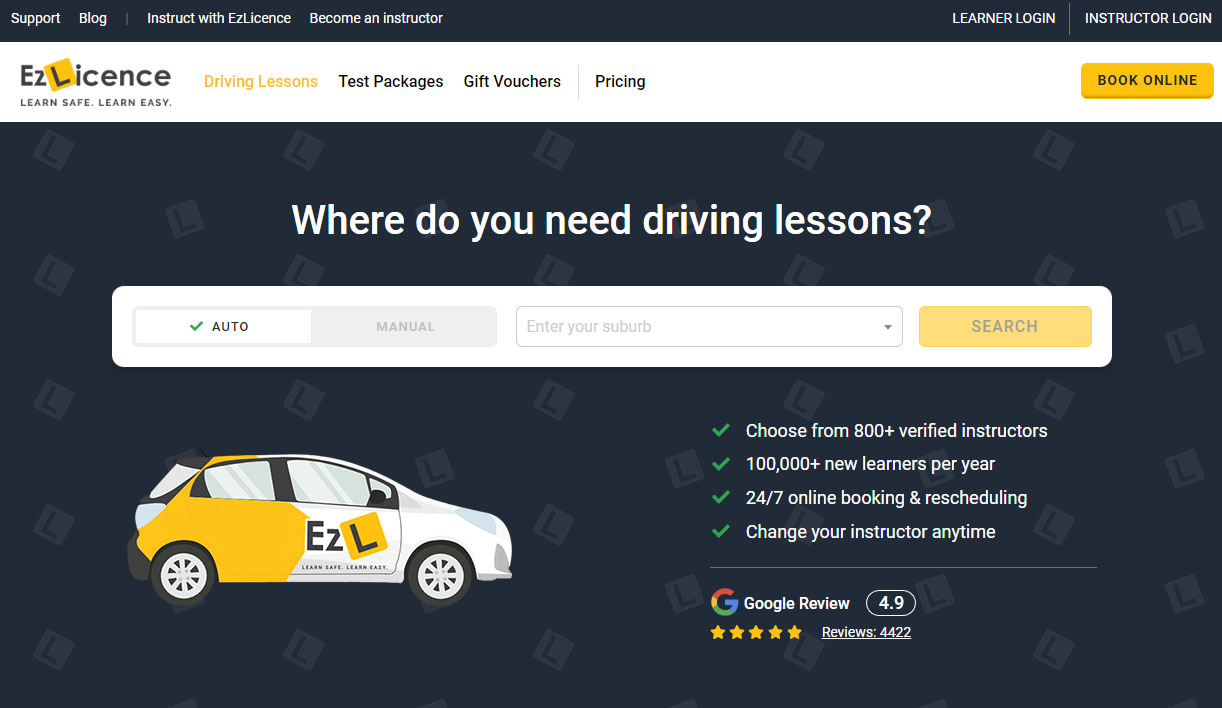 Support Blog | Instruct with EzLicence Become an instructor LEARNER LOGIN INSTRUCTOR LOGIN
EzLicence
LEARN SAFE. LEARN EASY.
Driving Lessons Test Packages Gift Vouchers Pricing BOOK ONLINE
Where do you need driving lessons?
AUTO MANUAL Enter your suburb SEARCH
Choose from 800+ verified instructors
100,000+ new learners per year
24/7 online booking & rescheduling
Change your instructor anytime
EzL
LEARN SAFE. LEARN EASY.
Google Review 4.9
Reviews: 4422